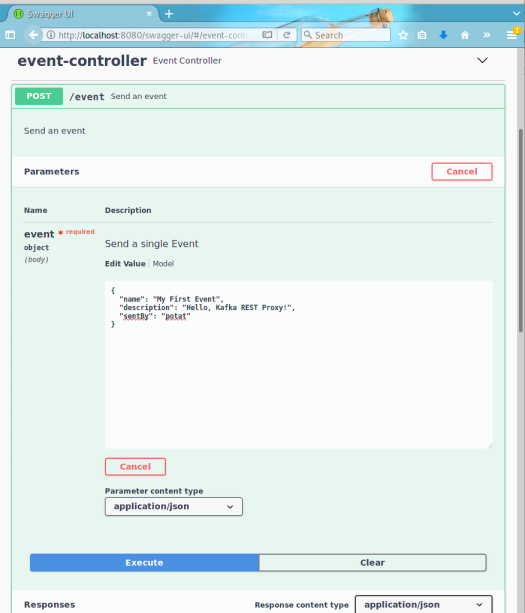 Swagger UI
http://localhost:8080/swagger-ui/#/event-cont
Search
event-controller Event Controller
POST /event Send an event
Send an event
Parameters Cancel
Name Description
event * required
object
(body)
Send a single Event
Edit Value Model
{
"name": "My First Event",
"description": "Hello, Kafka REST Proxy!",
"sentBy": "potat"
}
Cancel
Parameter content type
application/json
Execute Clear
Responses Response content type application/json